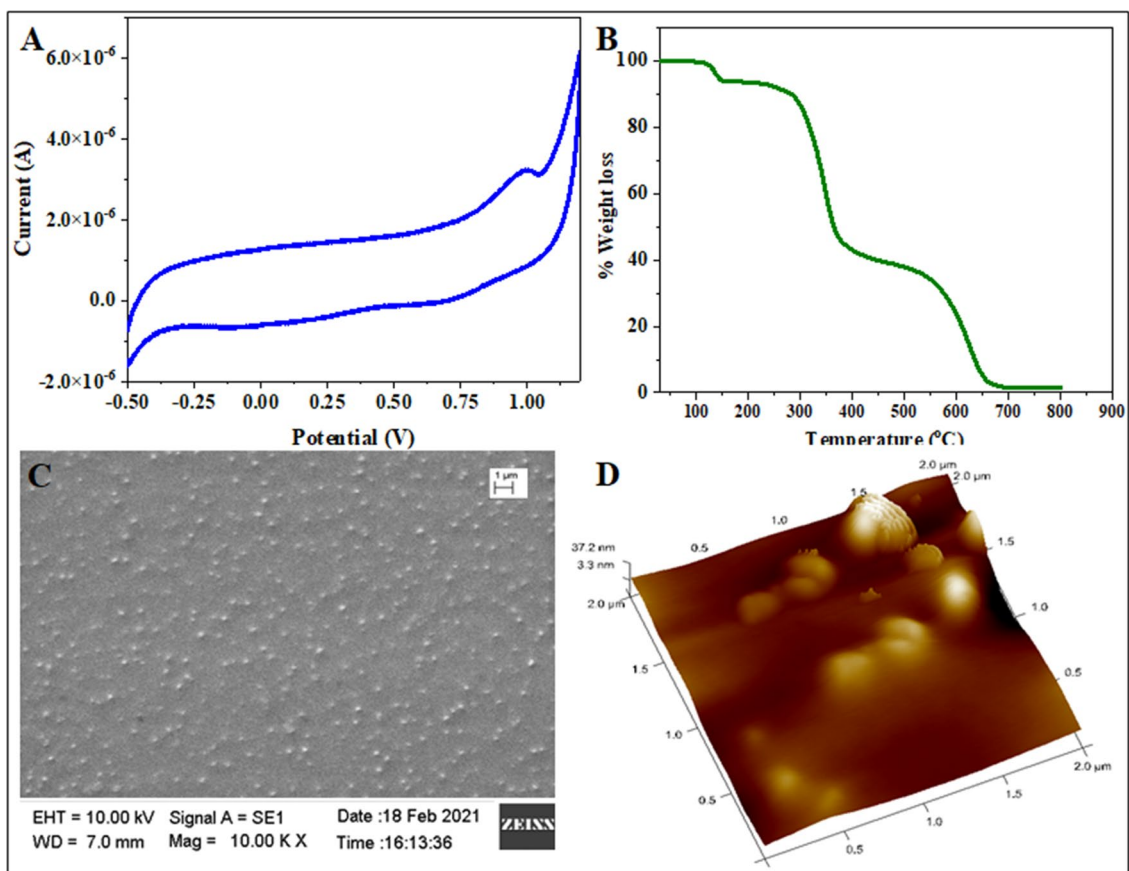 A
Current (A)
6.0×10⁻⁶
4.0×10⁻⁶
2.0×10⁻⁶
0.0
-2.0×10⁻⁶
-0.50
-0.25
0.00
0.25
0.50
0.75
1.00
Potential (V)
B
% Weight loss
100
80
60
40
20
0
100
200
300
400
500
600
700
800
900
Temperature (°C)
C
1 µm
EHT = 10.00 kV Signal A = SE1 Date :18 Feb 2021
WD = 7.0 mm Mag = 10.00 K X Time :16:13:36
ZEISS
D
2.0 µm
2.0 µm
1.5
1.0
0.5
37.2 nm
3.3 nm
2.0 µm
1.5
1.0
0.5
1.5
1.0
0.5
2.0 µm
1.5
1.0
0.5